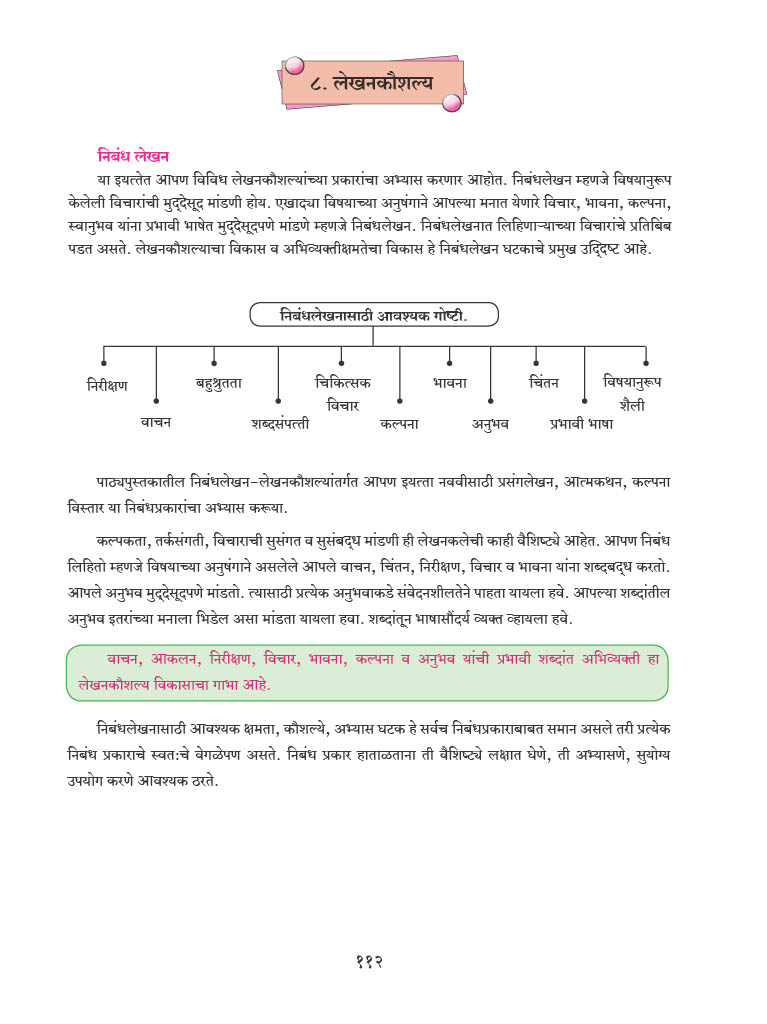 ८. लेखनकौशल्य
निबंध लेखन
या इयत्तेत आपण विविध लेखनकौशल्यांच्या प्रकारांचा अभ्यास करणार आहोत. निबंधलेखन म्हणजे विषयानुरूप
केलेली विचारांची मुद्देसूद मांडणी होय. एखाद्या विषयाच्या अनुषंगाने आपल्या मनात येणारे विचार, भावना, कल्पना,
स्वानुभव यांना प्रभावी भाषेत मुद्देसूदपणे मांडणे म्हणजे निबंधलेखन. निबंधलेखनात लिहिणाऱ्याच्या विचारांचे प्रतिबिंब
पडत असते. लेखनकौशल्याचा विकास व अभिव्यक्तीक्षमतेचा विकास हे निबंधलेखन घटकाचे प्रमुख उद्दिष्ट आहे.
निबंधलेखनासाठी आवश्यक गोष्टी.
निरीक्षण बहुश्रुतता चिकित्सक भावना चिंतन विषयानुरूप
विचार शैली
वाचन शब्दसंपत्ती कल्पना अनुभव प्रभावी भाषा
पाठ्यपुस्तकातील निबंधलेखन-लेखनकौशल्यांतर्गत आपण इयत्ता नववीसाठी प्रसंगलेखन, आत्मकथन, कल्पना
विस्तार या निबंधप्रकारांचा अभ्यास करूया.
कल्पकता, तर्कसंगती, विचाराची सुसंगत व सुसंबद्ध मांडणी ही लेखनकलेची काही वैशिष्ट्ये आहेत. आपण निबंध
लिहितो म्हणजे विषयाच्या अनुषंगाने असलेले आपले वाचन, चिंतन, निरीक्षण, विचार व भावना यांना शब्दबद्ध करतो.
आपले अनुभव मुद्देसूदपणे मांडतो. त्यासाठी प्रत्येक अनुभवाकडे संवेदनशीलतेने पाहता यायला हवे. आपल्या शब्दांतील
अनुभव इतरांच्या मनाला भिडेल असा मांडता यायला हवा. शब्दांतून भाषासौंदर्य व्यक्त व्हायला हवे.
वाचन, आकलन, निरीक्षण, विचार, भावना, कल्पना व अनुभव यांची प्रभावी शब्दांत अभिव्यक्ती हा
लेखनकौशल्य विकासाचा गाभा आहे.
निबंधलेखनासाठी आवश्यक क्षमता, कौशल्ये, अभ्यास घटक हे सर्वच निबंधप्रकाराबाबत समान असले तरी प्रत्येक
निबंध प्रकाराचे स्वतःचे वेगळेपण असते. निबंध प्रकार हाताळताना ती वैशिष्ट्ये लक्षात घेणे, ती अभ्यासणे, सुयोग्य
उपयोग करणे आवश्यक ठरते.
११२